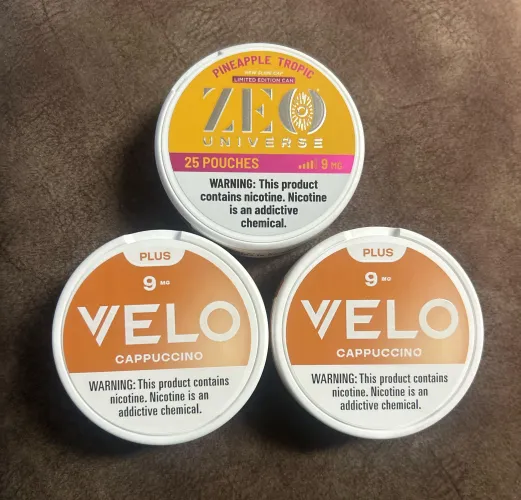 PINEAPPLE TROPIC
LIMITED EDITION CAN
ZEO
UNIVERSE
25 POUCHES 9 MG
WARNING: This product
contains nicotine. Nicotine
is an addictive
chemical.
PLUS
9 MG
VELO
CAPPUCCINO
WARNING: This product contains
nicotine. Nicotine is an
addictive chemical.
PLUS
9 MG
VELO
CAPPUCCINO
WARNING: This product contains
nicotine. Nicotine is an
addictive chemical.